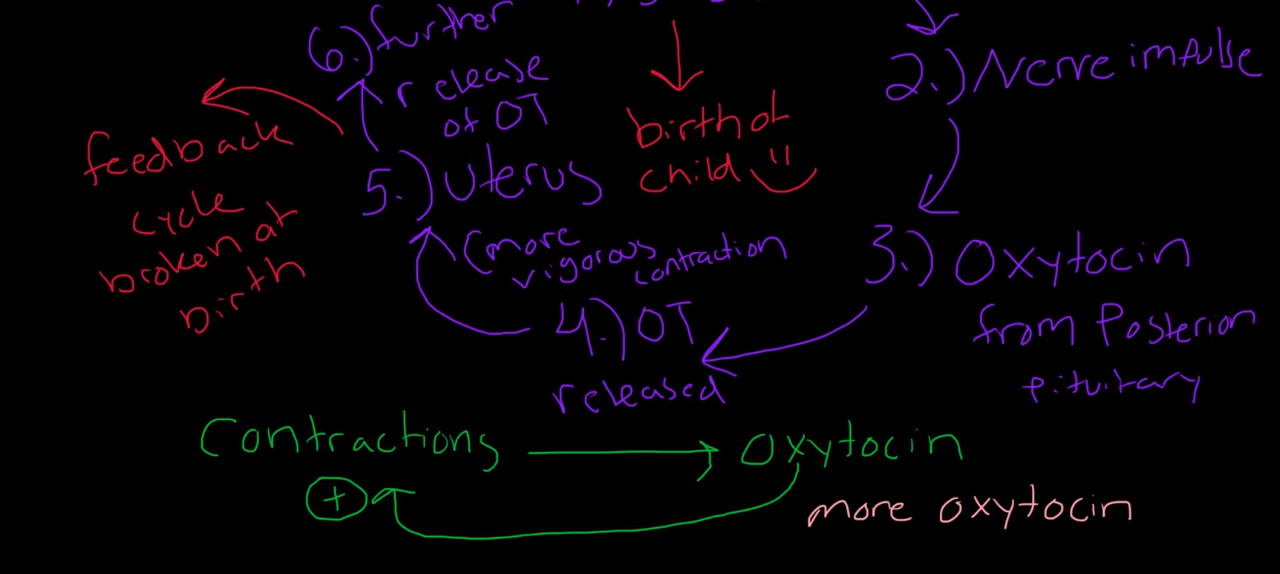 6.) further
release
of OT
5.) Uterus
(more
vigorous
contraction
4.) OT
released
feedback
cycle
broken at
birth
birth of
child
2.) Nerve impulse
3.) Oxytocin
from Posterior
pituitary
Contractions → oxytocin
+
more oxytocin